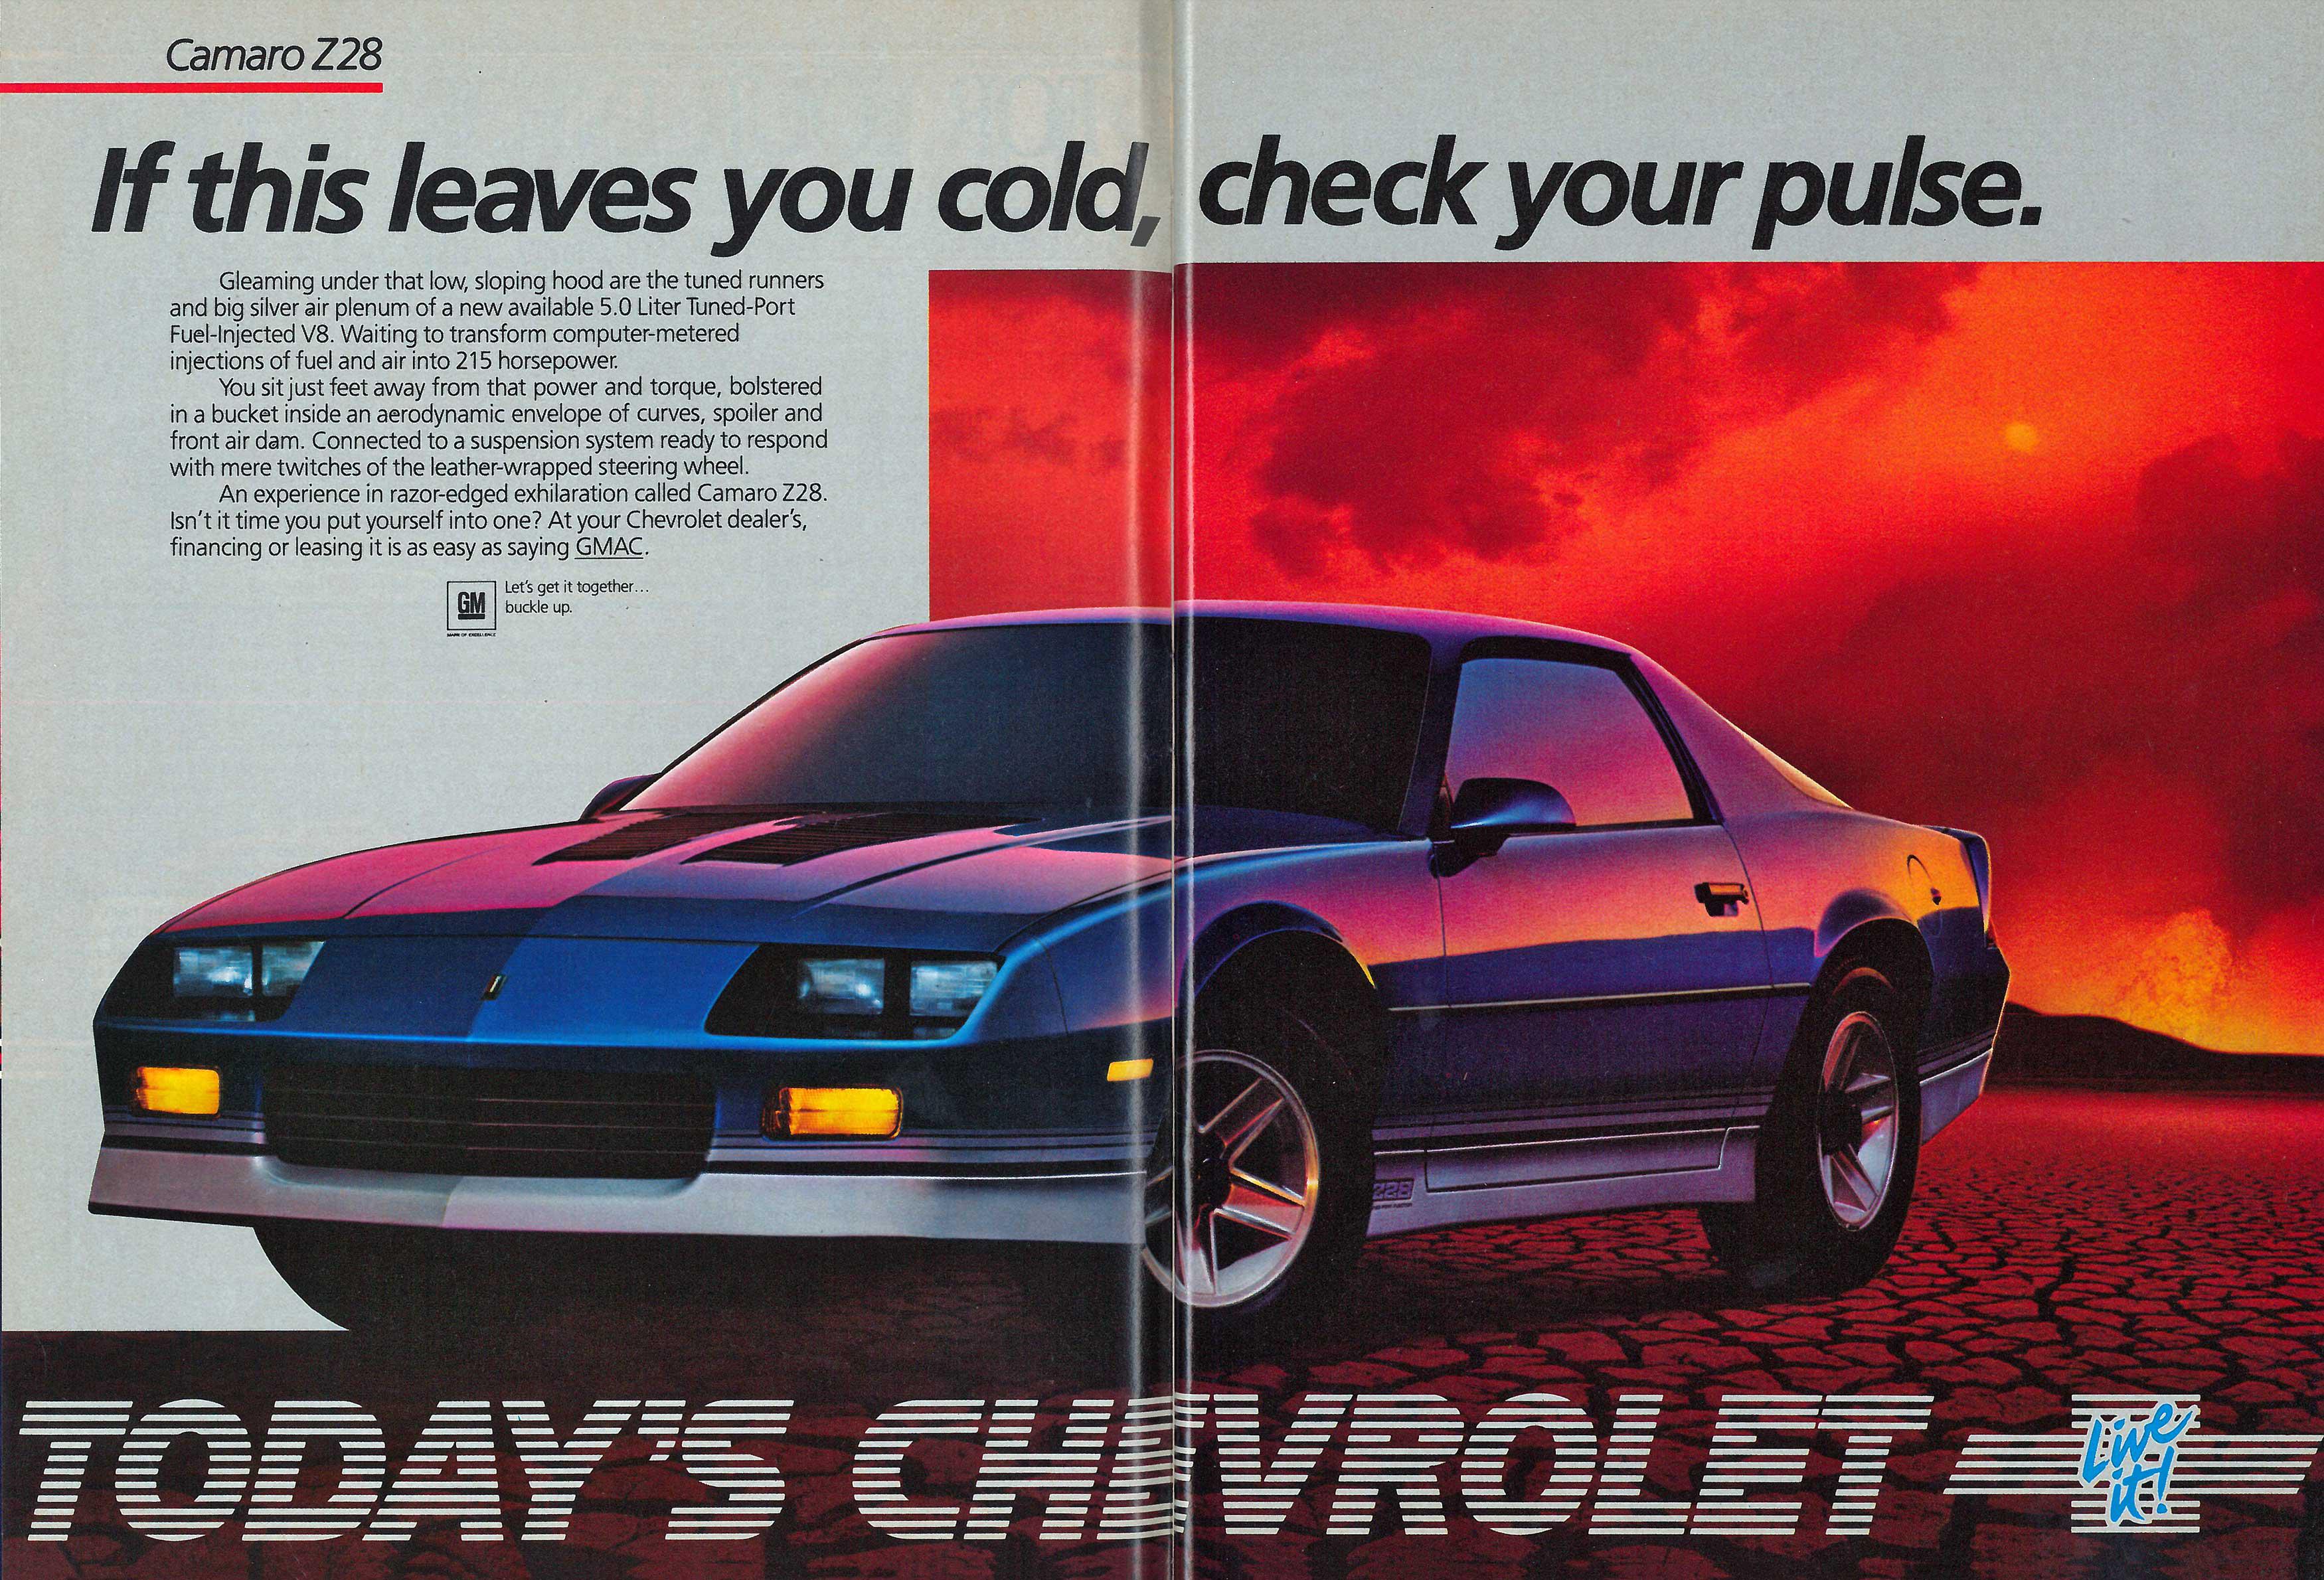 Camaro Z28
If this leaves you cold, check your pulse.
Gleaming under that low, sloping hood are the tuned runners
and big silver air plenum of a new available 5.0 Liter Tuned-Port
Fuel-Injected V8. Waiting to transform computer-metered
injections of fuel and air into 215 horsepower.
You sit just feet away from that power and torque, bolstered
in a bucket inside an aerodynamic envelope of curves, spoiler and
front air dam. Connected to a suspension system ready to respond
with mere twitches of the leather-wrapped steering wheel.
An experience in razor-edged exhilaration called Camaro Z28.
Isn't it time you put yourself into one? At your Chevrolet dealer's,
financing or leasing it is as easy as saying GMAC.
GM
MARK OF EXCELLENCE
Let's get it together...
buckle up.
Z28
TODAY'S CHEVROLET
Live
it!